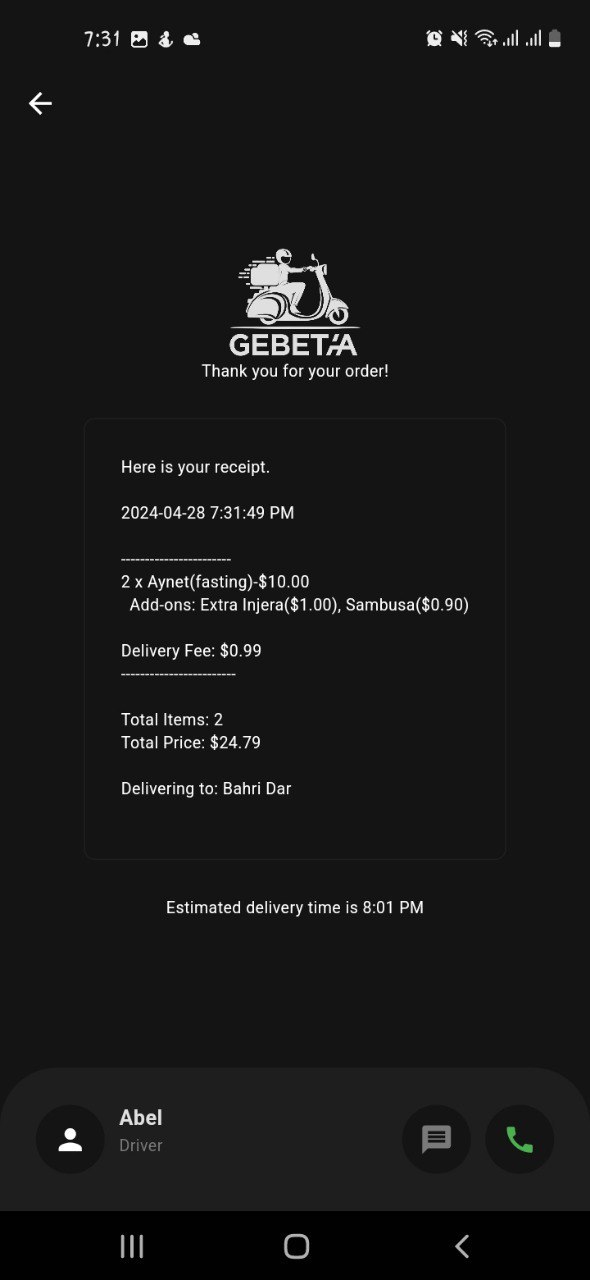 7:31
GEBETA
Thank you for your order!
Here is your receipt.
2024-04-28 7:31:49 PM
-----------------------
2 x Aynet(fasting)-$10.00
Add-ons: Extra Injera($1.00), Sambusa($0.90)
Delivery Fee: $0.99
------------------------
Total Items: 2
Total Price: $24.79
Delivering to: Bahri Dar
Estimated delivery time is 8:01 PM
Abel
Driver